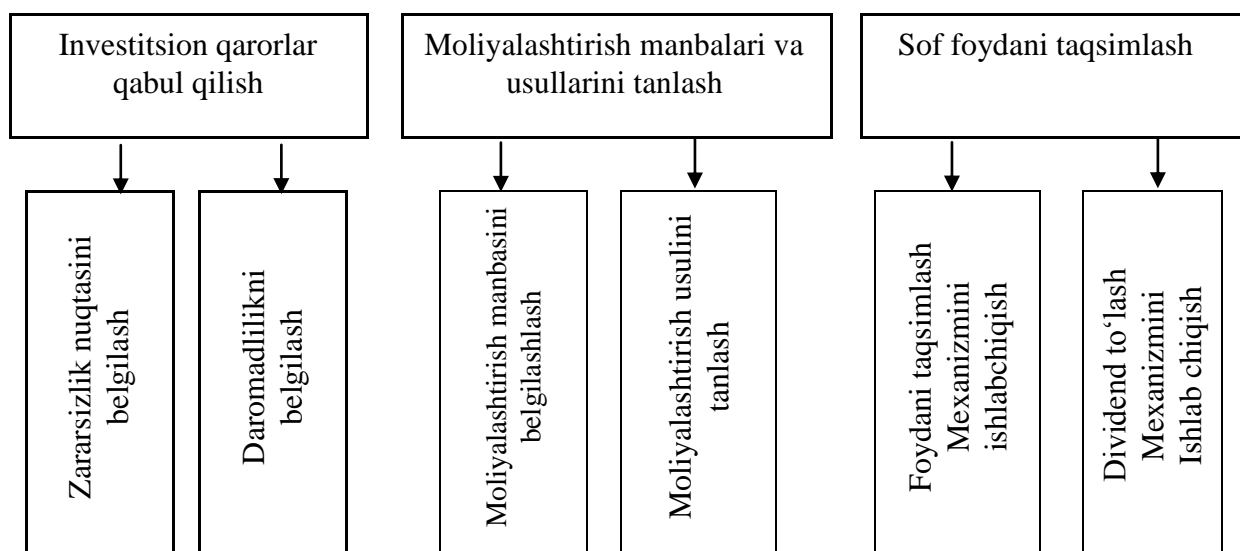 Investitsion qarorlar
qabul qilish
Moliyalashtirish manbalari va
usullarini tanlash
Sof foydani taqsimlash
Zararsizlik nuqtasini
belgilash
Daromadlilikni
belgilash
Moliyalashtirish manbasini
belgilashlash
Moliyalashtirish usulini
tanlash
Foydani taqsimlash
Mexanizmini
ishlabchiqish
Dividend to‘lash
Mexanizmini
Ishlab chiqish